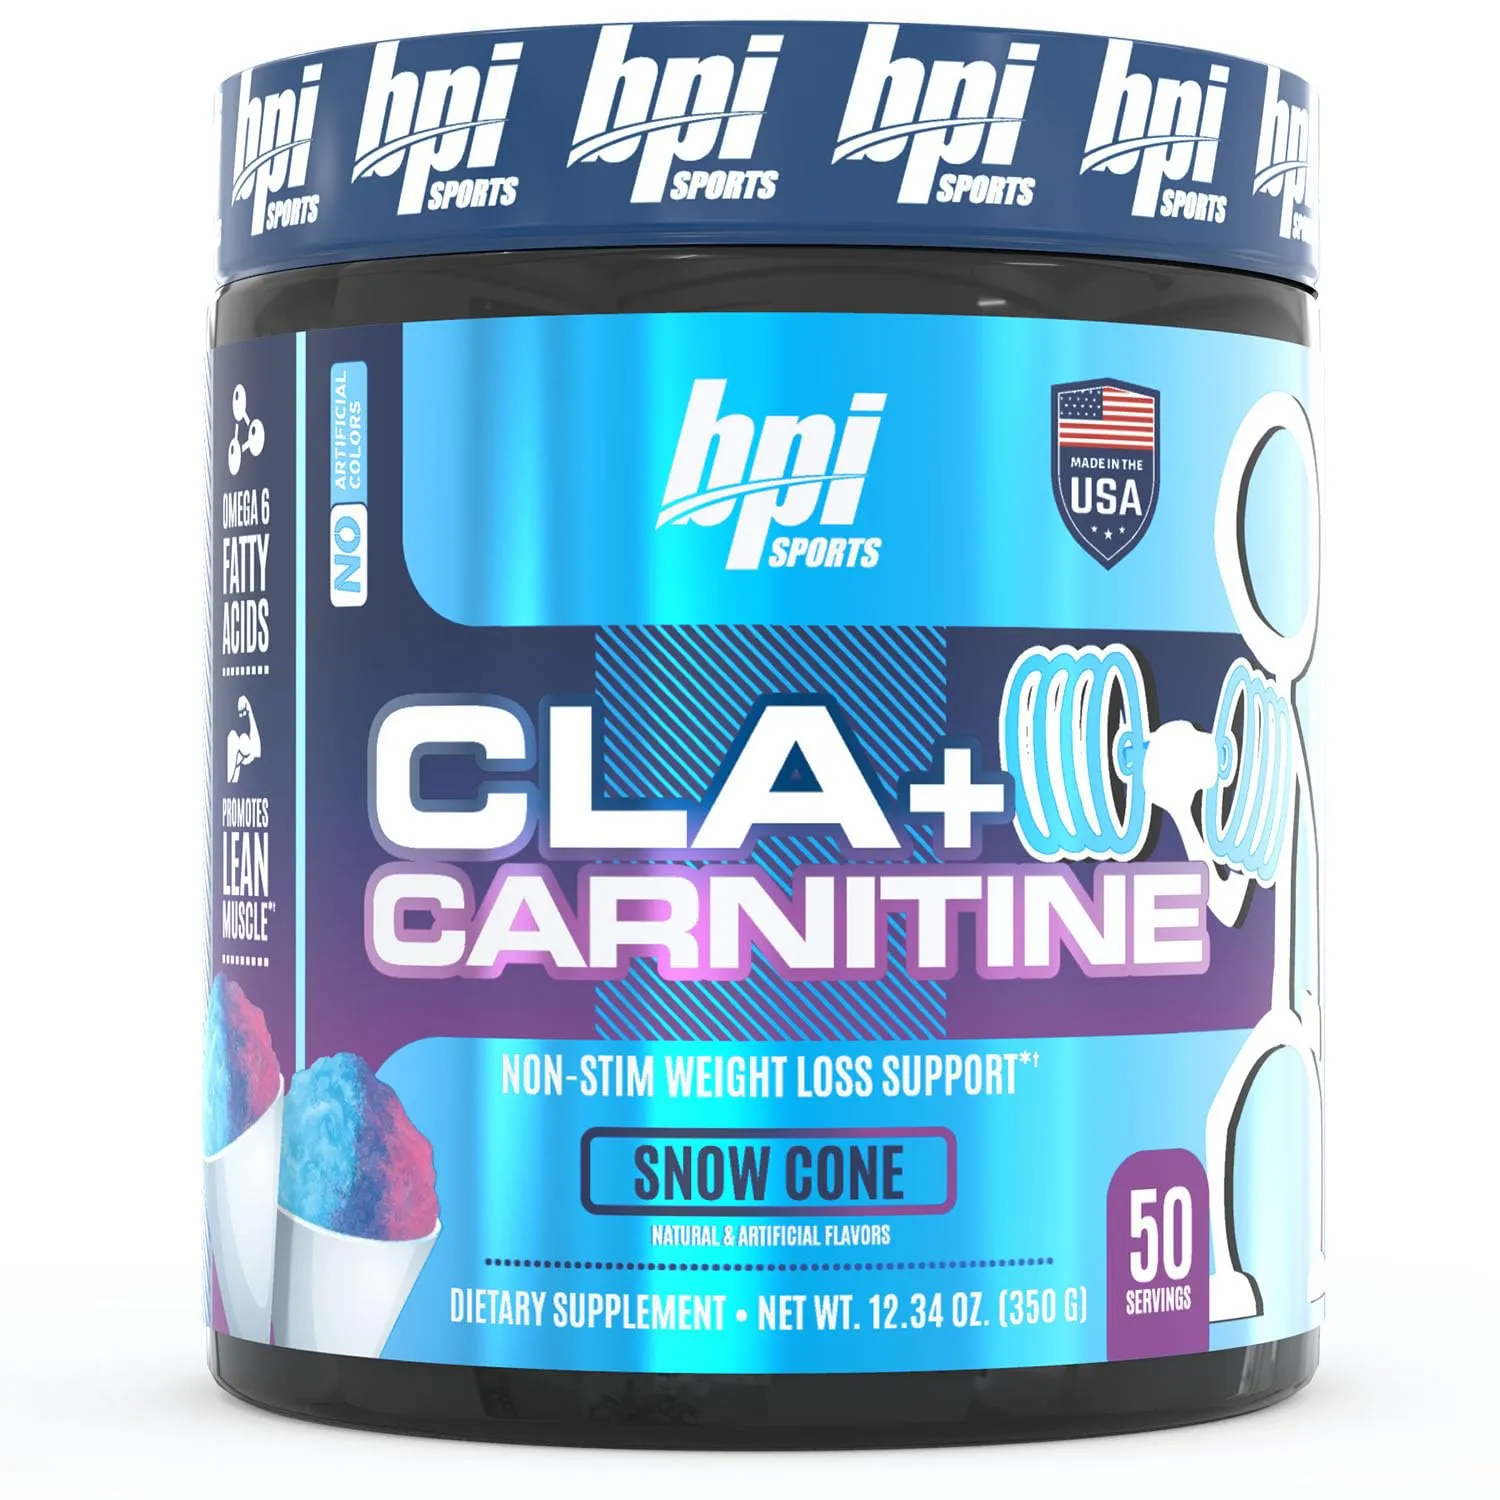 bpi
SPORTS
bpi
SPORTS
bpi
SPORTS
bpi
SPORTS
bpi
SPORTS
bpi
bpi
SPORTS
MADE IN THE
USA
NO
ARTIFICIAL
COLORS
OMEGA 6
FATTY
ACIDS
PROMOTES
LEAN
MUSCLE*†
CLA+
CARNITINE
NON-STIM WEIGHT LOSS SUPPORT*†
SNOW CONE
NATURAL & ARTIFICIAL FLAVORS
DIETARY SUPPLEMENT • NET WT. 12.34 OZ. (350 G)
50
SERVINGS